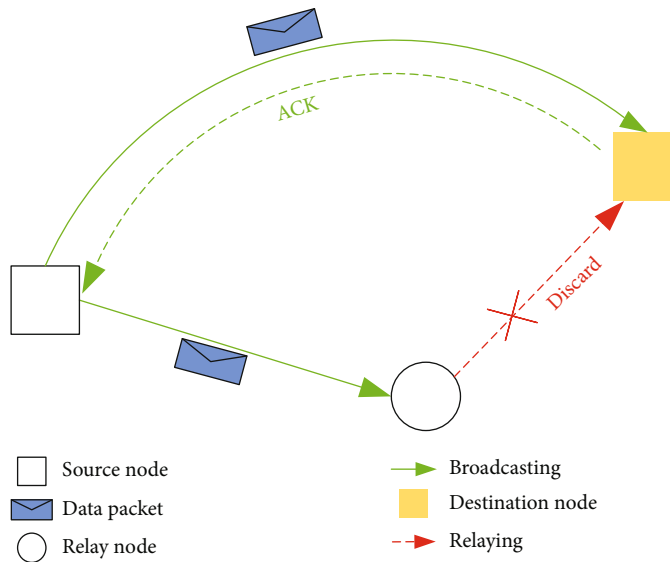 ACK
Discard
Source node
Data packet
Relay node
Broadcasting
Destination node
Relaying